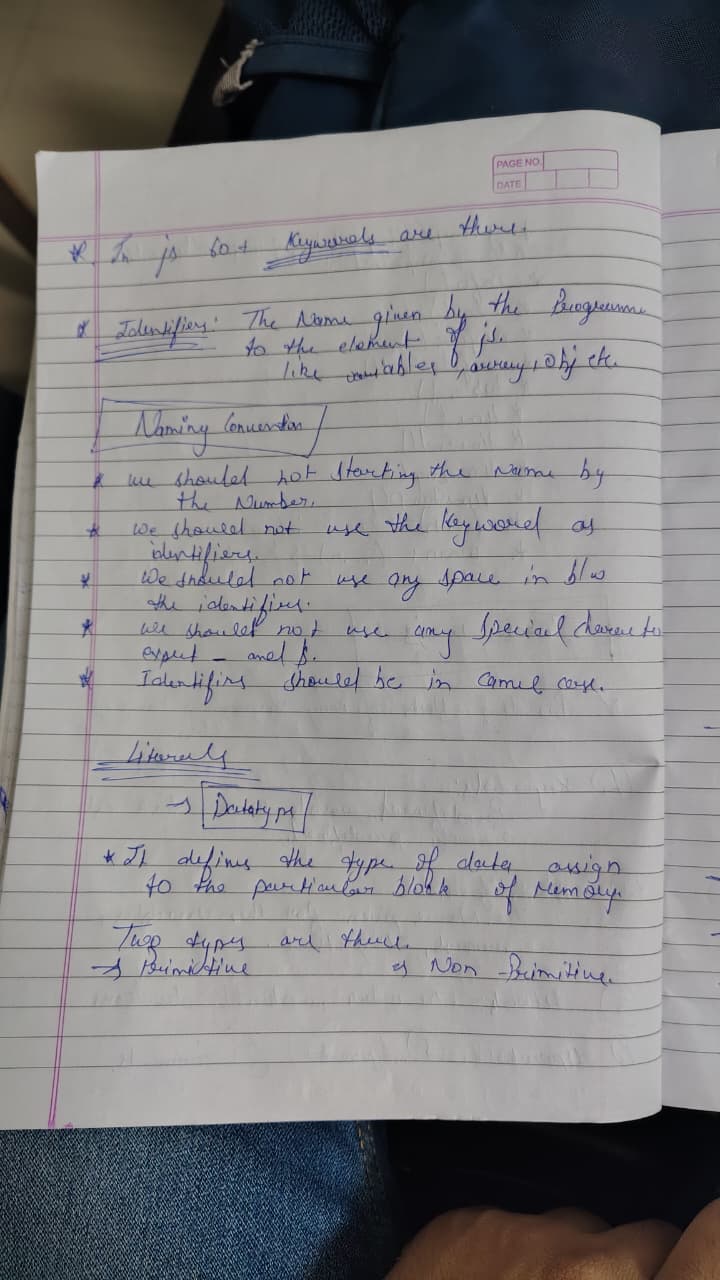 PAGE NO.
DATE
* In js 60+ Keywords are there.
* Identifiers: The Name given by the Programme
to the element of js.
like variables, array, obj etc.
Naming Convention
* we should not starting the name by
the Number.
* We should not use the Keyword as
identifiers.
* We should not use any space in b/w
the identifiers.
* we should not use any special character
expect _ and $.
* Identifirs should be in camel case.
Literals
→ Datatype
* It defines the type of data assign
to the particular block of Memory.
Two types are there.
→ Primitive → Non-Primitive.